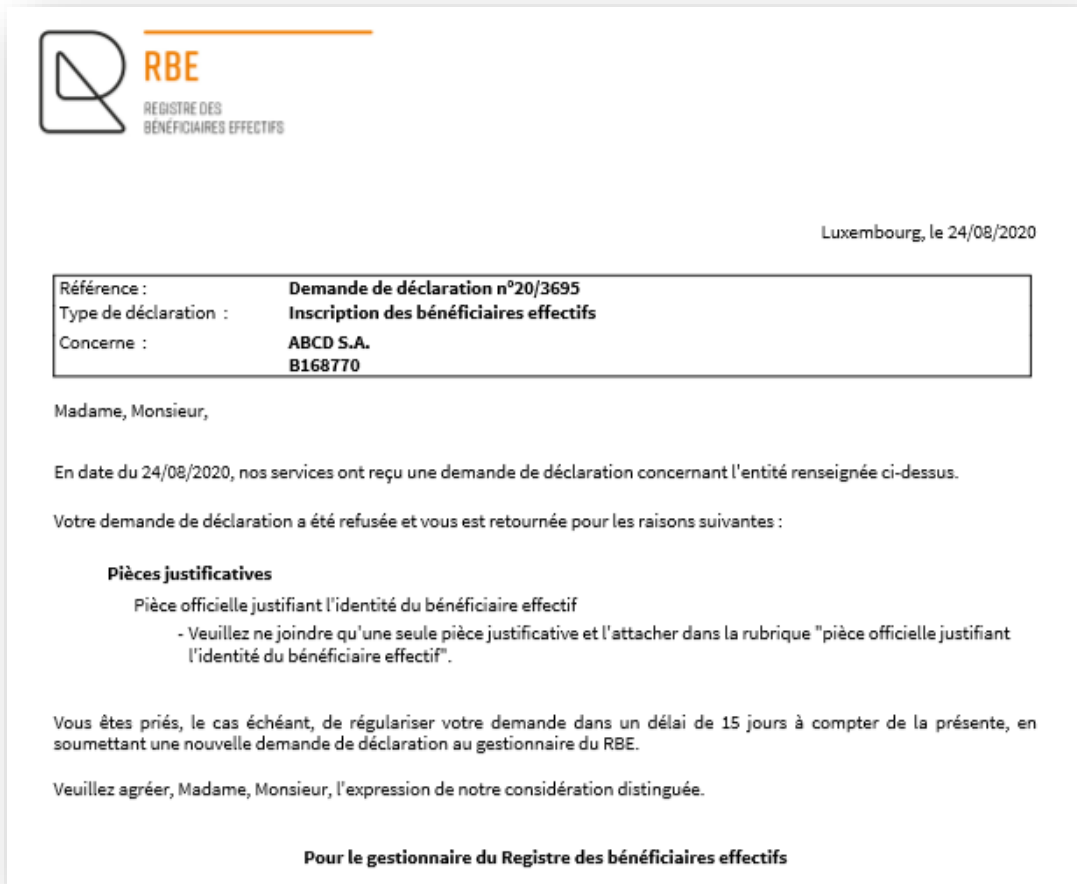 RBE
REGISTRE DES
BÉNÉFICIAIRES EFFECTIFS
Luxembourg, le 24/08/2020
Référence : Demande de déclaration n°20/3695
Type de déclaration : Inscription des bénéficiaires effectifs
Concerne : ABCD S.A.
B168770
Madame, Monsieur,
En date du 24/08/2020, nos services ont reçu une demande de déclaration concernant l'entité renseignée ci-dessus.
Votre demande de déclaration a été refusée et vous est retournée pour les raisons suivantes :
Pièces justificatives
Pièce officielle justifiant l'identité du bénéficiaire effectif
- Veuillez ne joindre qu'une seule pièce justificative et l'attacher dans la rubrique "pièce officielle justifiant
l'identité du bénéficiaire effectif".
Vous êtes priés, le cas échéant, de régulariser votre demande dans un délai de 15 jours à compter de la présente, en
soumettant une nouvelle demande de déclaration au gestionnaire du RBE.
Veuillez agréer, Madame, Monsieur, l'expression de notre considération distinguée.
Pour le gestionnaire du Registre des bénéficiaires effectifs